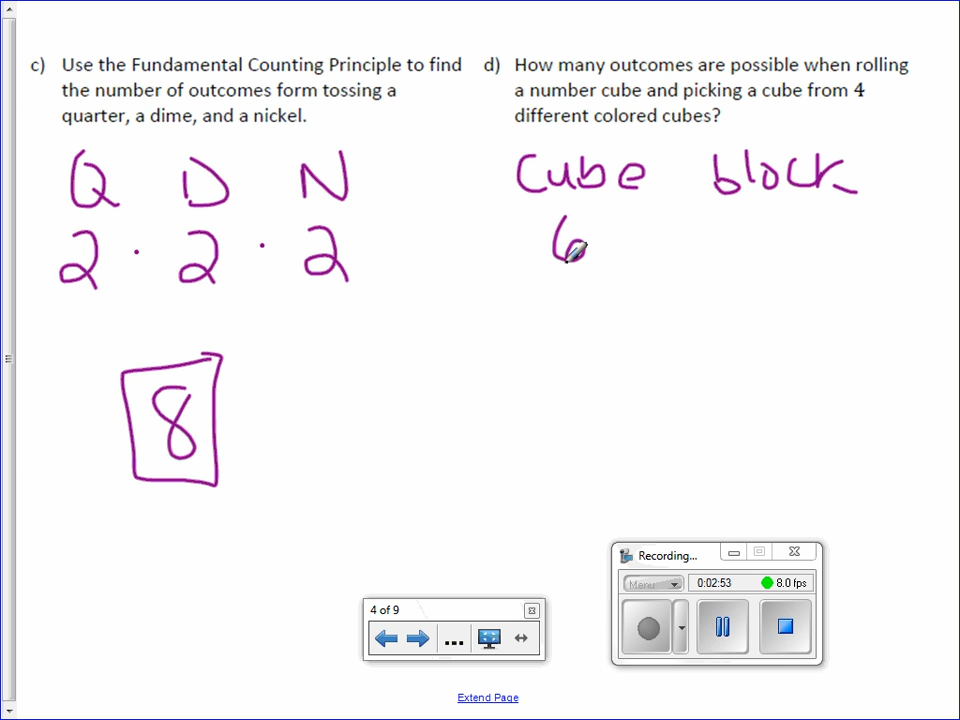 c) Use the Fundamental Counting Principle to find
the number of outcomes form tossing a
quarter, a dime, and a nickel.
Q D N
2 · 2 · 2
8
d) How many outcomes are possible when rolling
a number cube and picking a cube from 4
different colored cubes?
Cube block
6
Recording...
Menu
0:02:53
8.0 fps
4 of 9
...
Extend Page